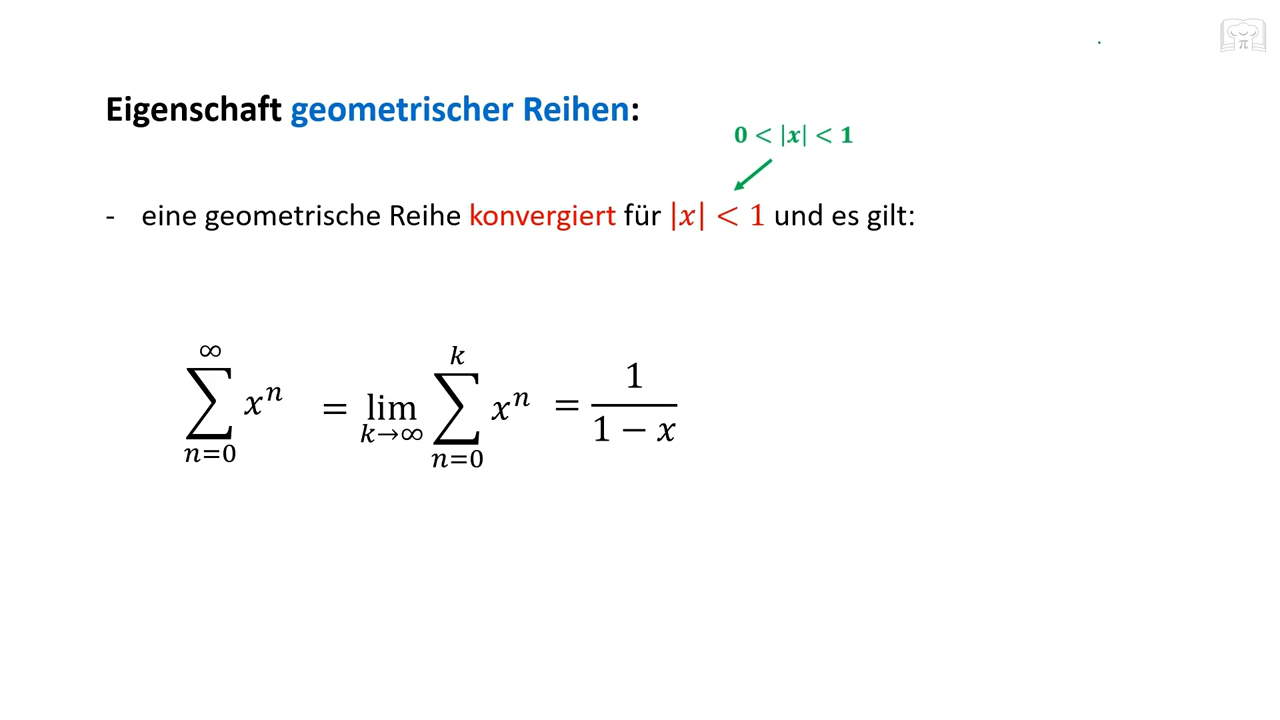 Eigenschaft geometrischer Reihen:
0 < |x| < 1
- eine geometrische Reihe konvergiert für |x| < 1 und es gilt:
∑_{n=0}^{∞} x^n = lim_{k→∞} ∑_{n=0}^{k} x^n = \frac{1}{1 − x}
π